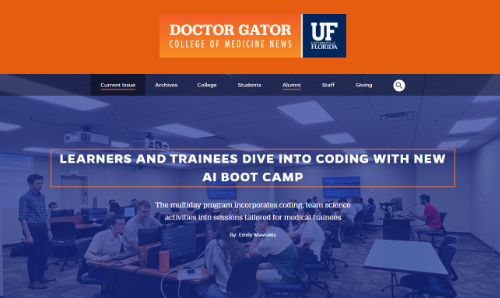 DOCTOR GATOR
COLLEGE OF MEDICINE NEWS
UF
UNIVERSITY of
FLORIDA
Current Issue Archives College Students Alumni Staff Giving
LEARNERS AND TRAINEES DIVE INTO CODING WITH NEW
AI BOOT CAMP
The multiday program incorporates coding, team science
activities into sessions tailored for medical trainees
By: Emily Mavrakis